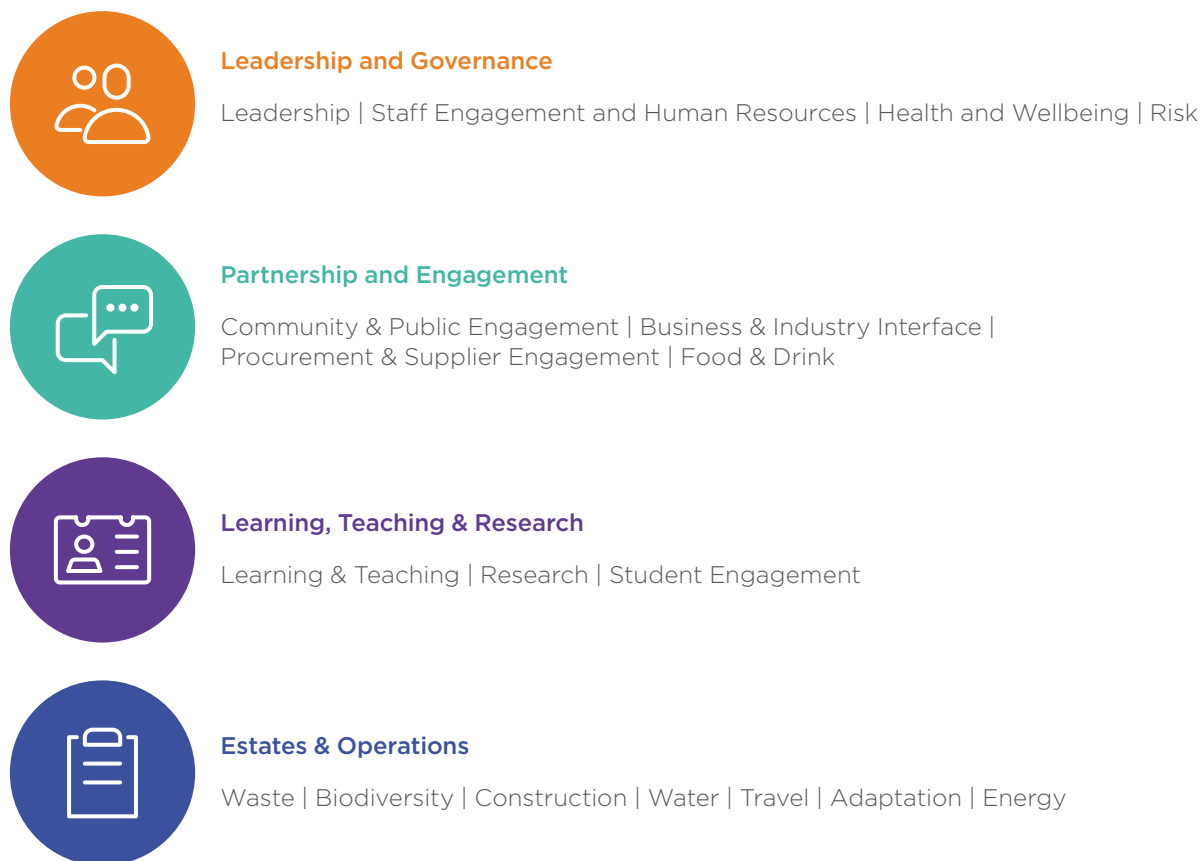 Leadership and Governance
Leadership | Staff Engagement and Human Resources | Health and Wellbeing | Risk
Partnership and Engagement
Community & Public Engagement | Business & Industry Interface |
Procurement & Supplier Engagement | Food & Drink
Learning, Teaching & Research
Learning & Teaching | Research | Student Engagement
Estates & Operations
Waste | Biodiversity | Construction | Water | Travel | Adaptation | Energy